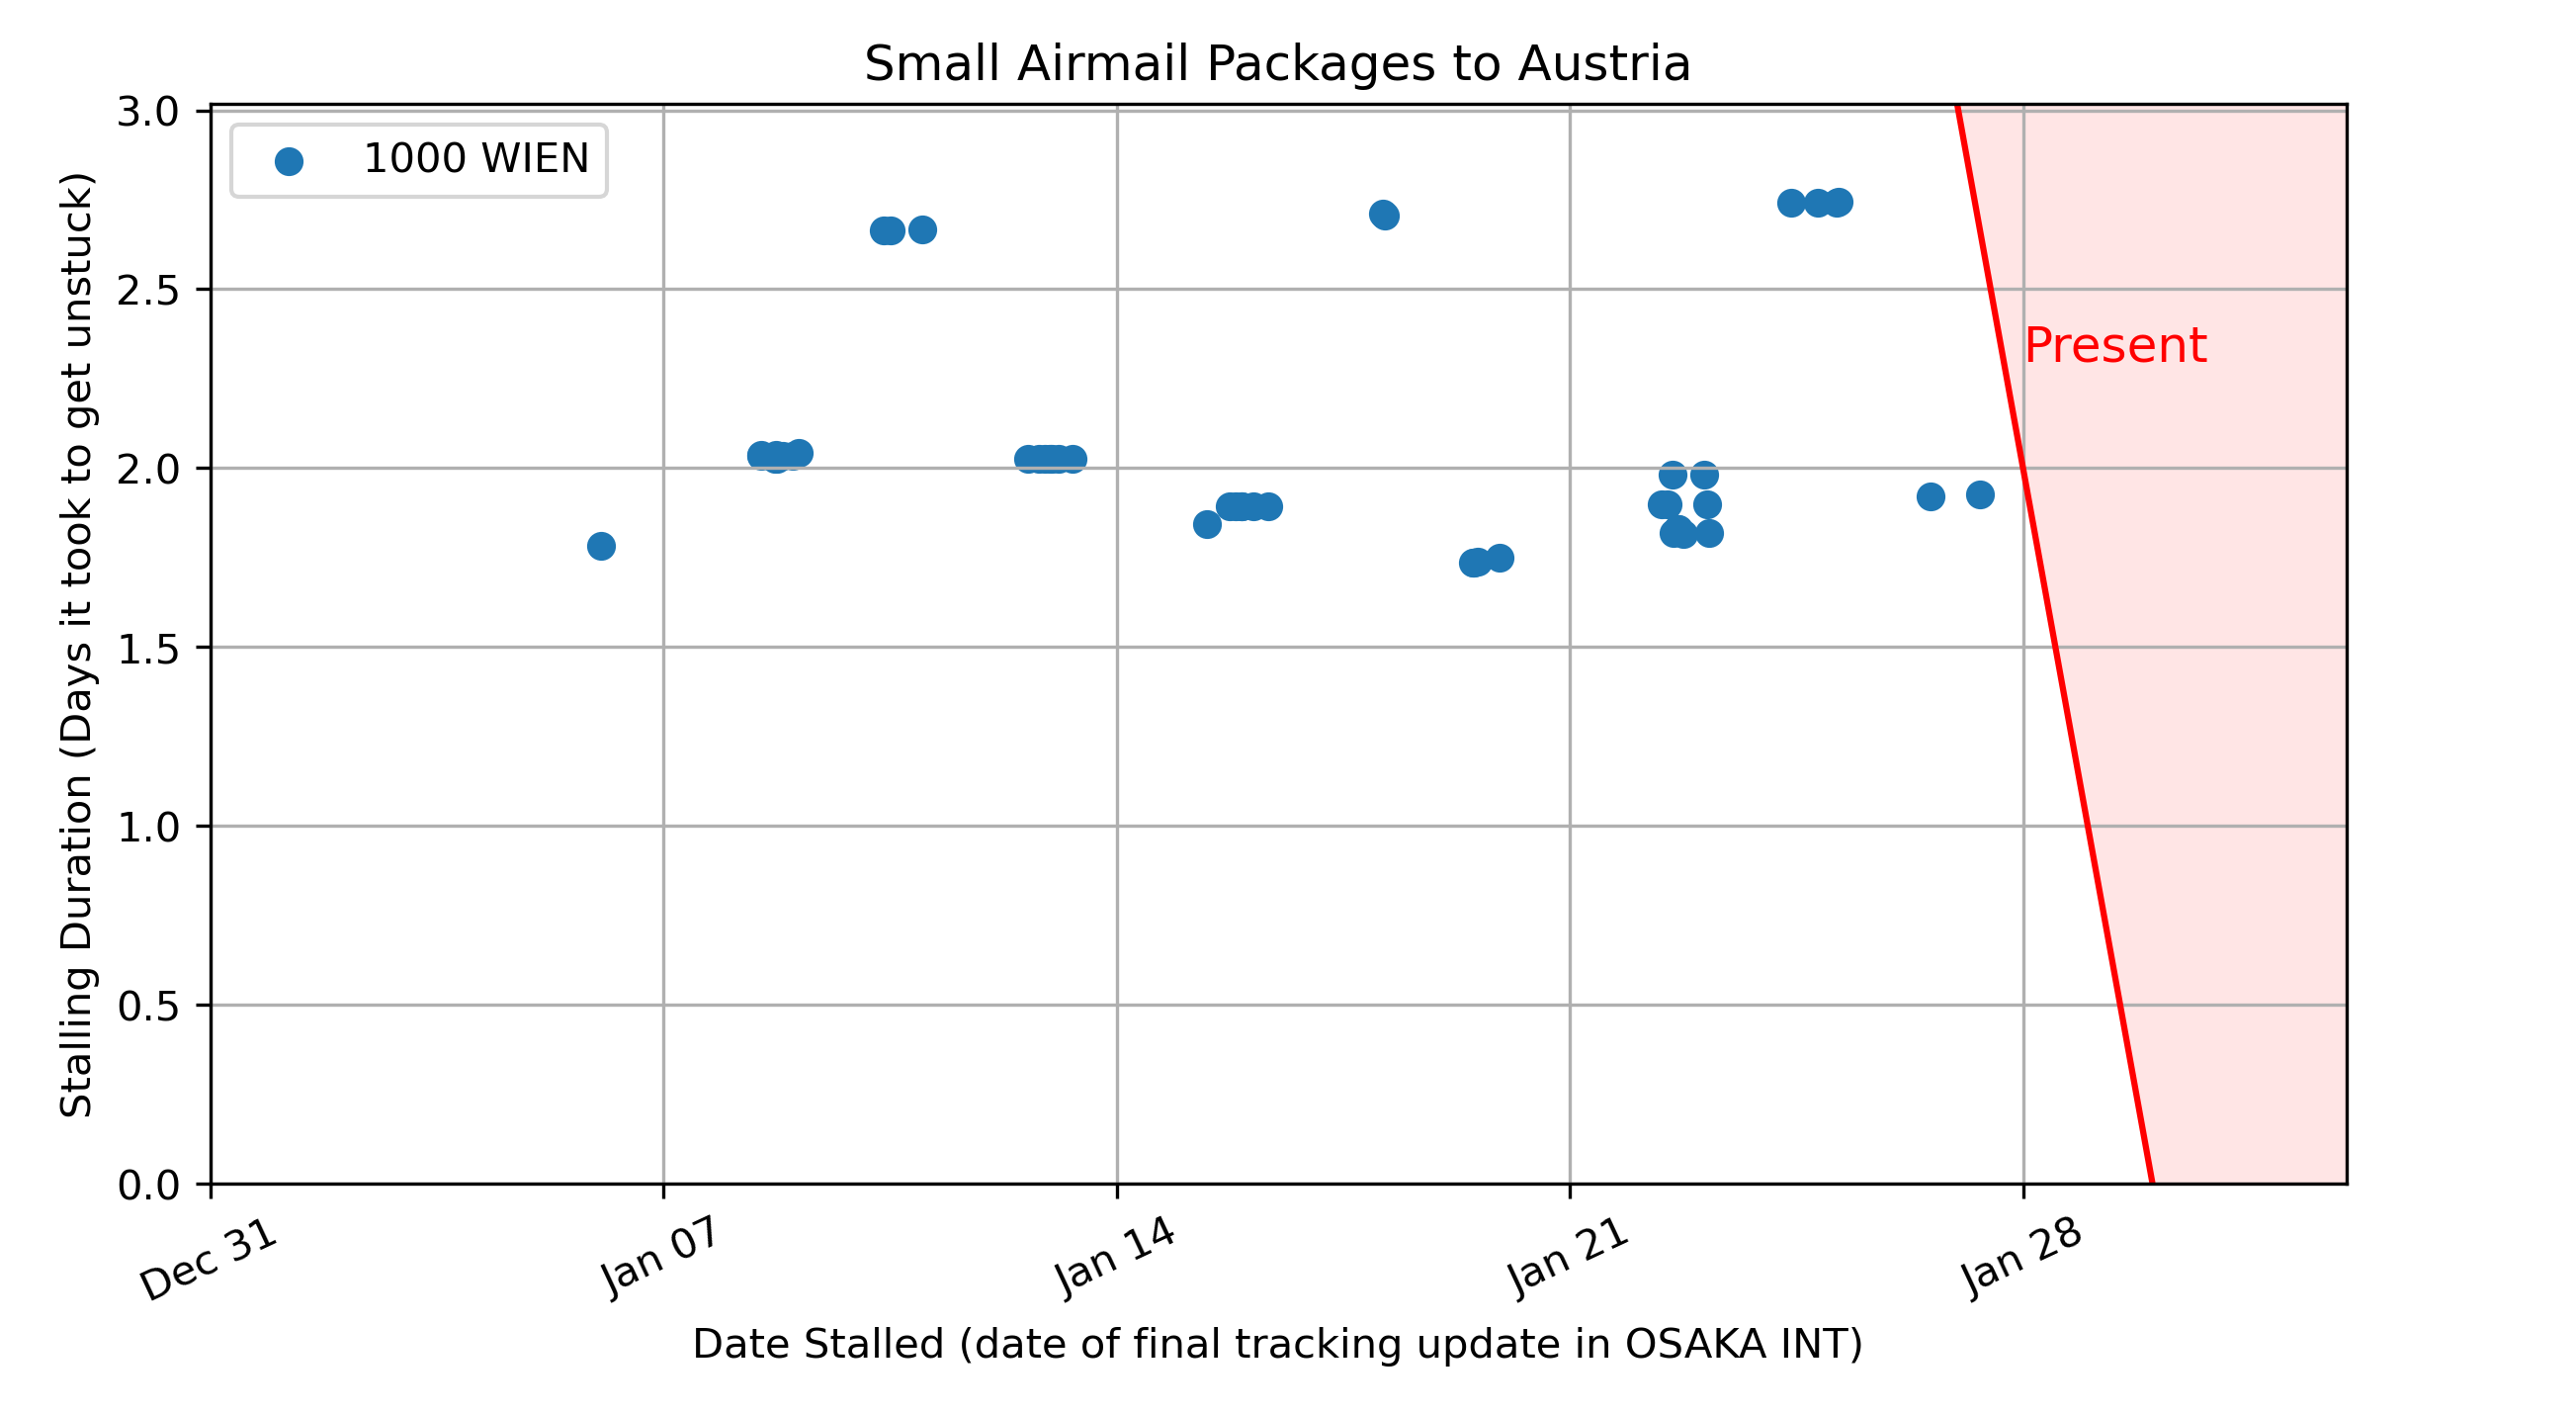 Small Airmail Packages to Austria
1000 WIEN
Present
Stalling Duration (Days it took to get unstuck)
3.0
2.5
2.0
1.5
1.0
0.5
0.0
Dec 31
Jan 07
Jan 14
Jan 21
Jan 28
Date Stalled (date of final tracking update in OSAKA INT)